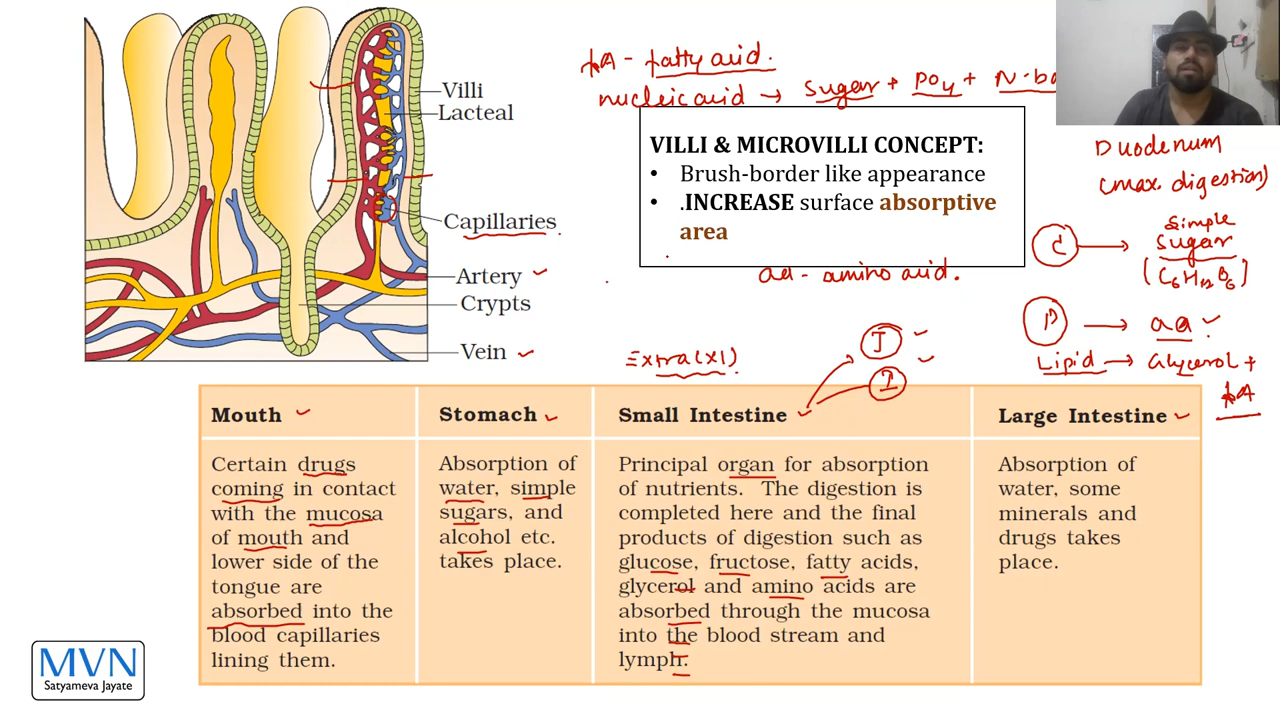 fA - fatty acid.
nucleic acid → Sugar + PO4 + N-ba
Villi
Lacteal
Capillaries
Artery
Crypts
Vein
VILLI & MICROVILLI CONCEPT:
• Brush-border like appearance
• .INCREASE surface absorptive
area
aa - amino acid.
Duodenum
(max. digestion)
C → Simple
Sugar
(C6H12O6)
P → aa
Lipid → Glycerol +
fA
Extra(XI)
J
I
Mouth
Certain drugs
coming in contact
with the mucosa
of mouth and
lower side of the
tongue are
absorbed into the
blood capillaries
lining them.
Stomach
Absorption of
water, simple
sugars, and
alcohol etc.
takes place.
Small Intestine
Principal organ for absorption
of nutrients. The digestion is
completed here and the final
products of digestion such as
glucose, fructose, fatty acids,
glycerol and amino acids are
absorbed through the mucosa
into the blood stream and
lymph.
Large Intestine
Absorption of
water, some
minerals and
drugs takes
place.
MVN
Satyameva Jayate